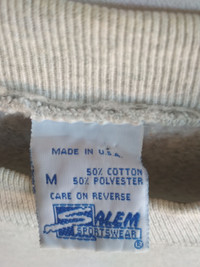 MADE IN U.S.A.
50% COTTON
M 50% POLYESTER
CARE ON REVERSE
SALEM
SPORTSWEAR
®